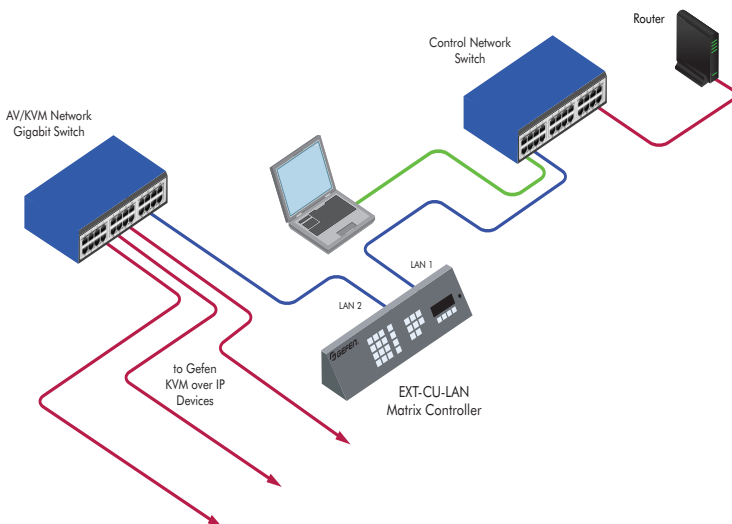 Router
Control Network
Switch
AV/KVM Network
Gigabit Switch
LAN 1
LAN 2
GEFEN
to Gefen
KVM over IP
Devices
EXT-CU-LAN
Matrix Controller